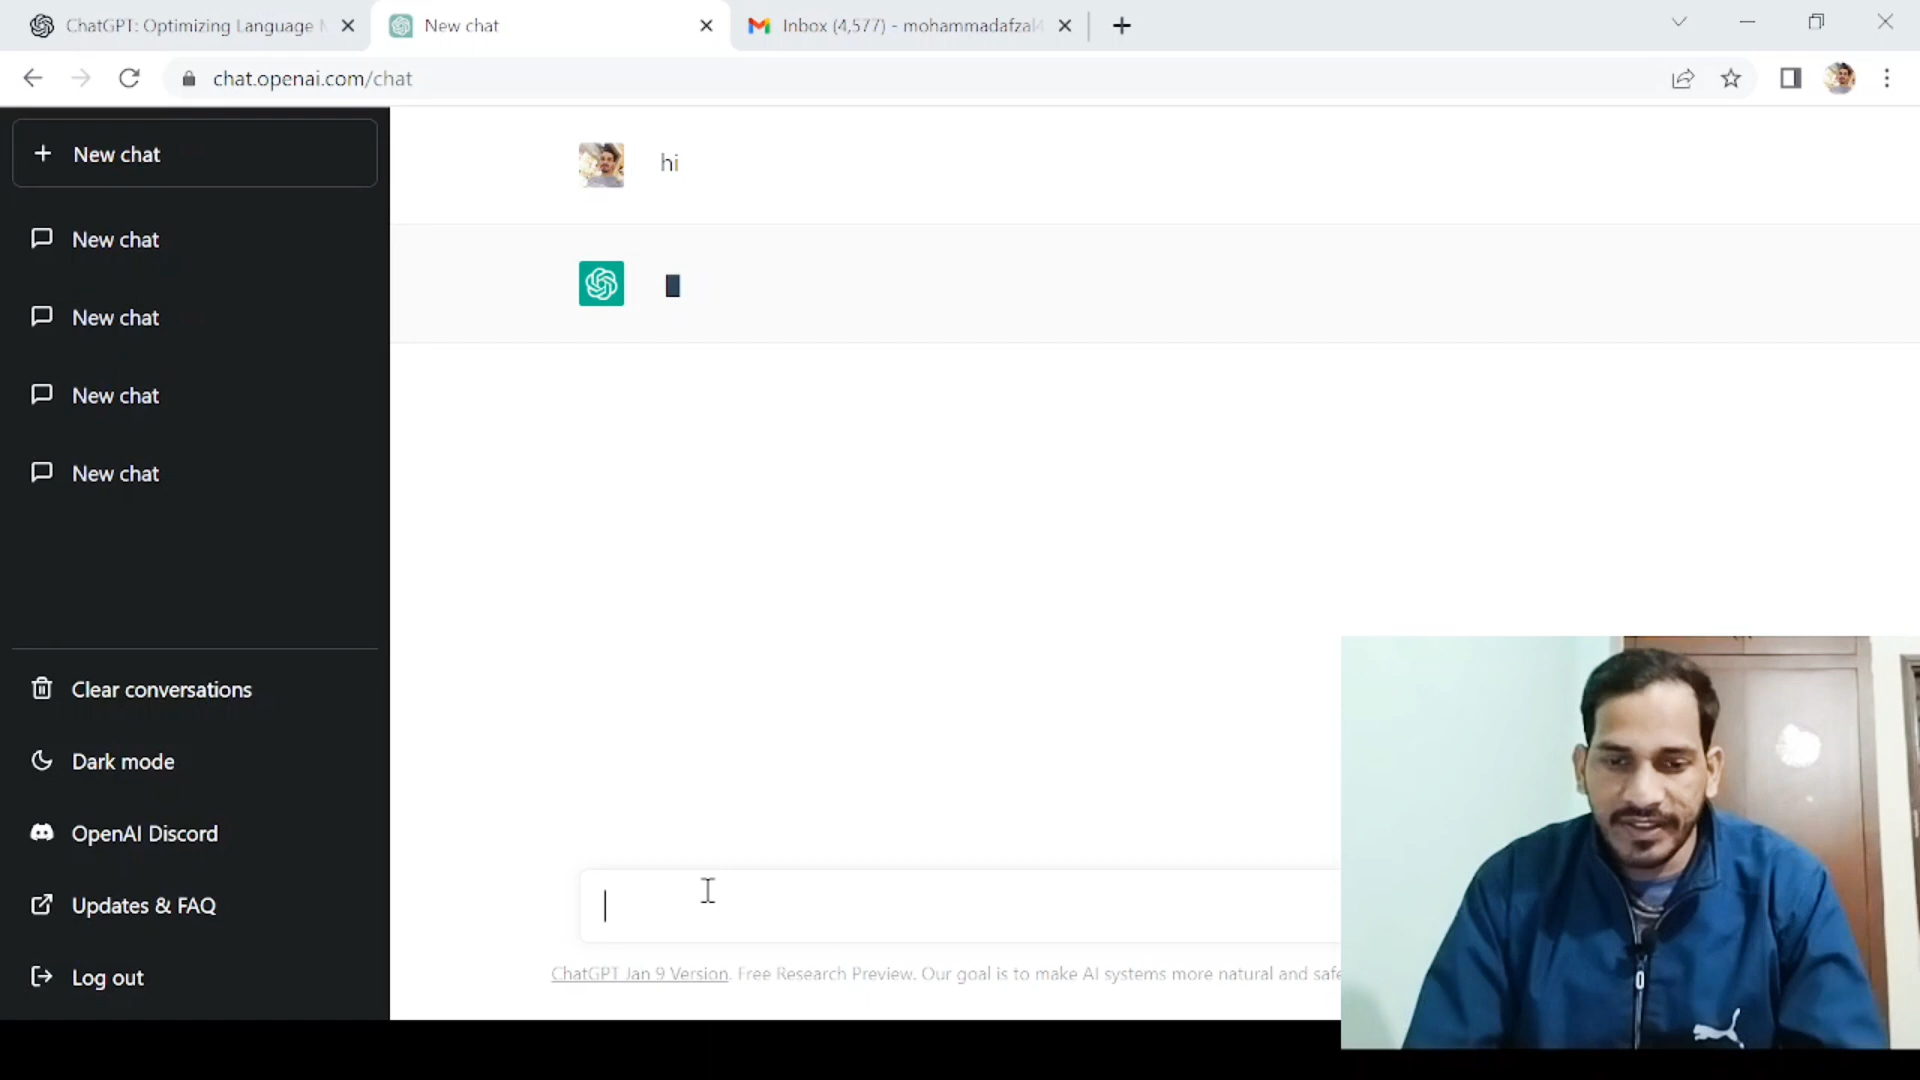 ChatGPT: Optimizing Language
New chat
Inbox (4,577) - mohammadafzal4
chat.openai.com/chat
New chat
New chat
New chat
New chat
New chat
Clear conversations
Dark mode
OpenAI Discord
Updates & FAQ
Log out
hi
ChatGPT Jan 9 Version. Free Research Preview. Our goal is to make AI systems more natural and safe